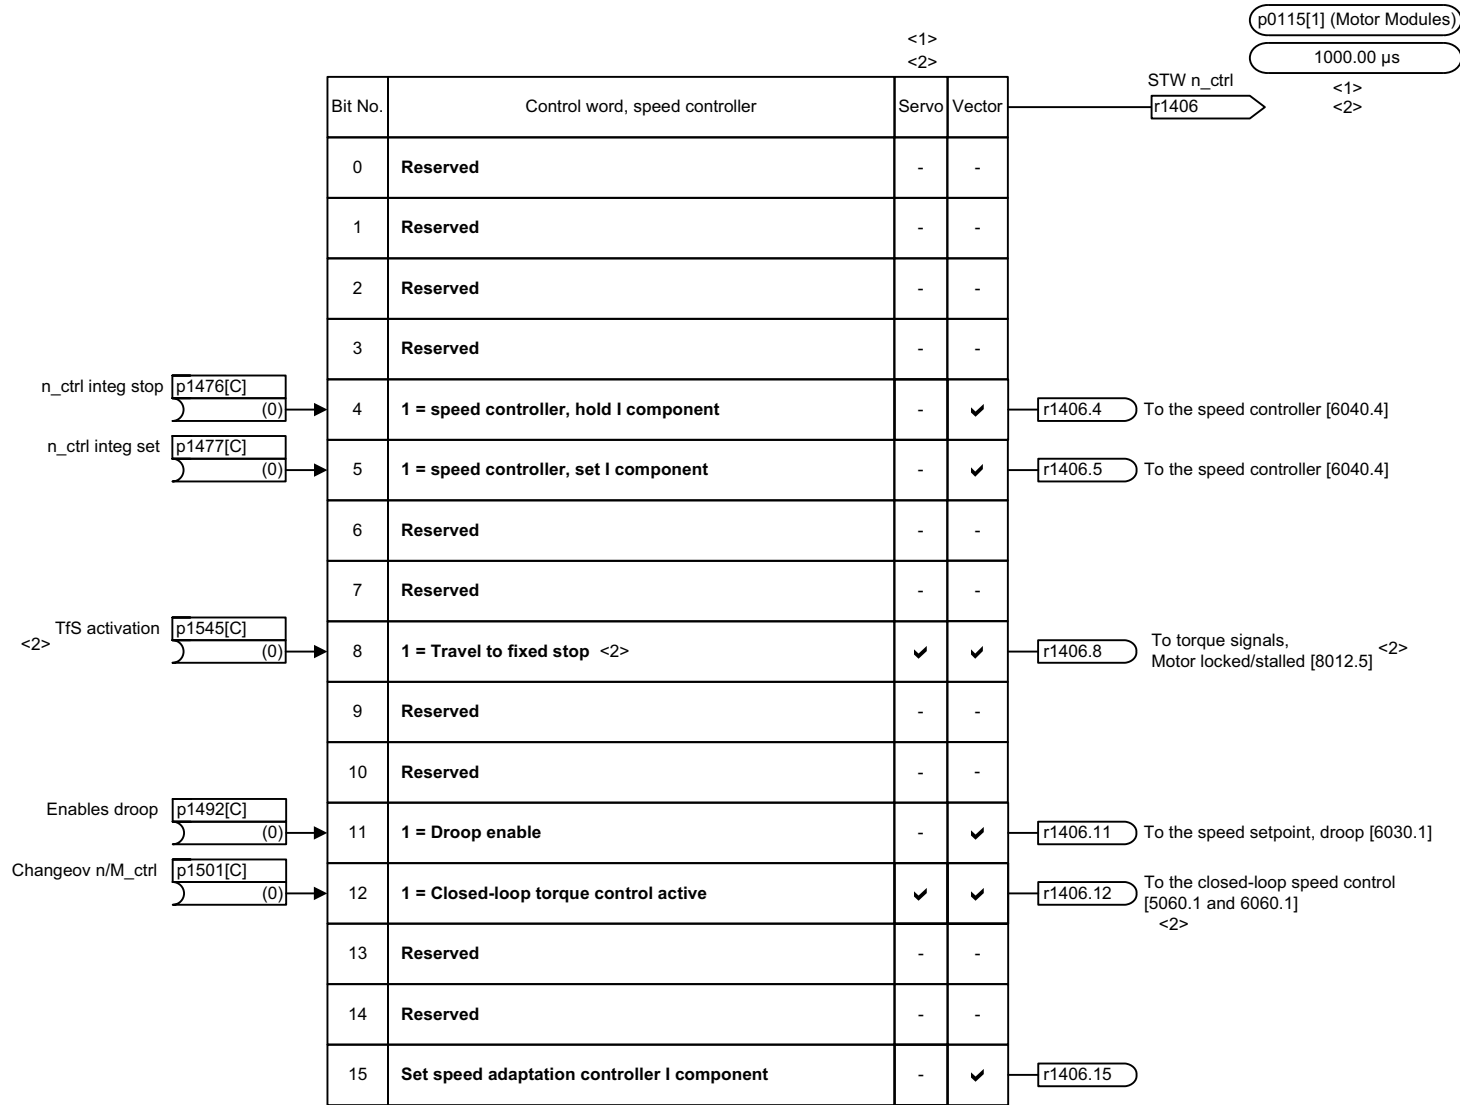 p0115[1] (Motor Modules)
1000.00 µs
<1>
<2>
<1>
<2>
STW n_ctrl
r1406
Bit No. Control word, speed controller Servo Vector
0 Reserved - -
1 Reserved - -
2 Reserved - -
3 Reserved - -
n_ctrl integ stop p1476[C]
(0) 4 1 = speed controller, hold I component - ✔ r1406.4 To the speed controller [6040.4]
n_ctrl integ set p1477[C]
(0) 5 1 = speed controller, set I component - ✔ r1406.5 To the speed controller [6040.4]
6 Reserved - -
7 Reserved - -
<2> TfS activation p1545[C]
(0) 8 1 = Travel to fixed stop <2> ✔ ✔ r1406.8 To torque signals,
Motor locked/stalled [8012.5] <2>
9 Reserved - -
10 Reserved - -
Enables droop p1492[C]
(0) 11 1 = Droop enable - ✔ r1406.11 To the speed setpoint, droop [6030.1]
Changeov n/M_ctrl p1501[C]
(0) 12 1 = Closed-loop torque control active ✔ ✔ r1406.12 To the closed-loop speed control
[5060.1 and 6060.1]
<2>
13 Reserved - -
14 Reserved - -
15 Set speed adaptation controller I component - ✔ r1406.15